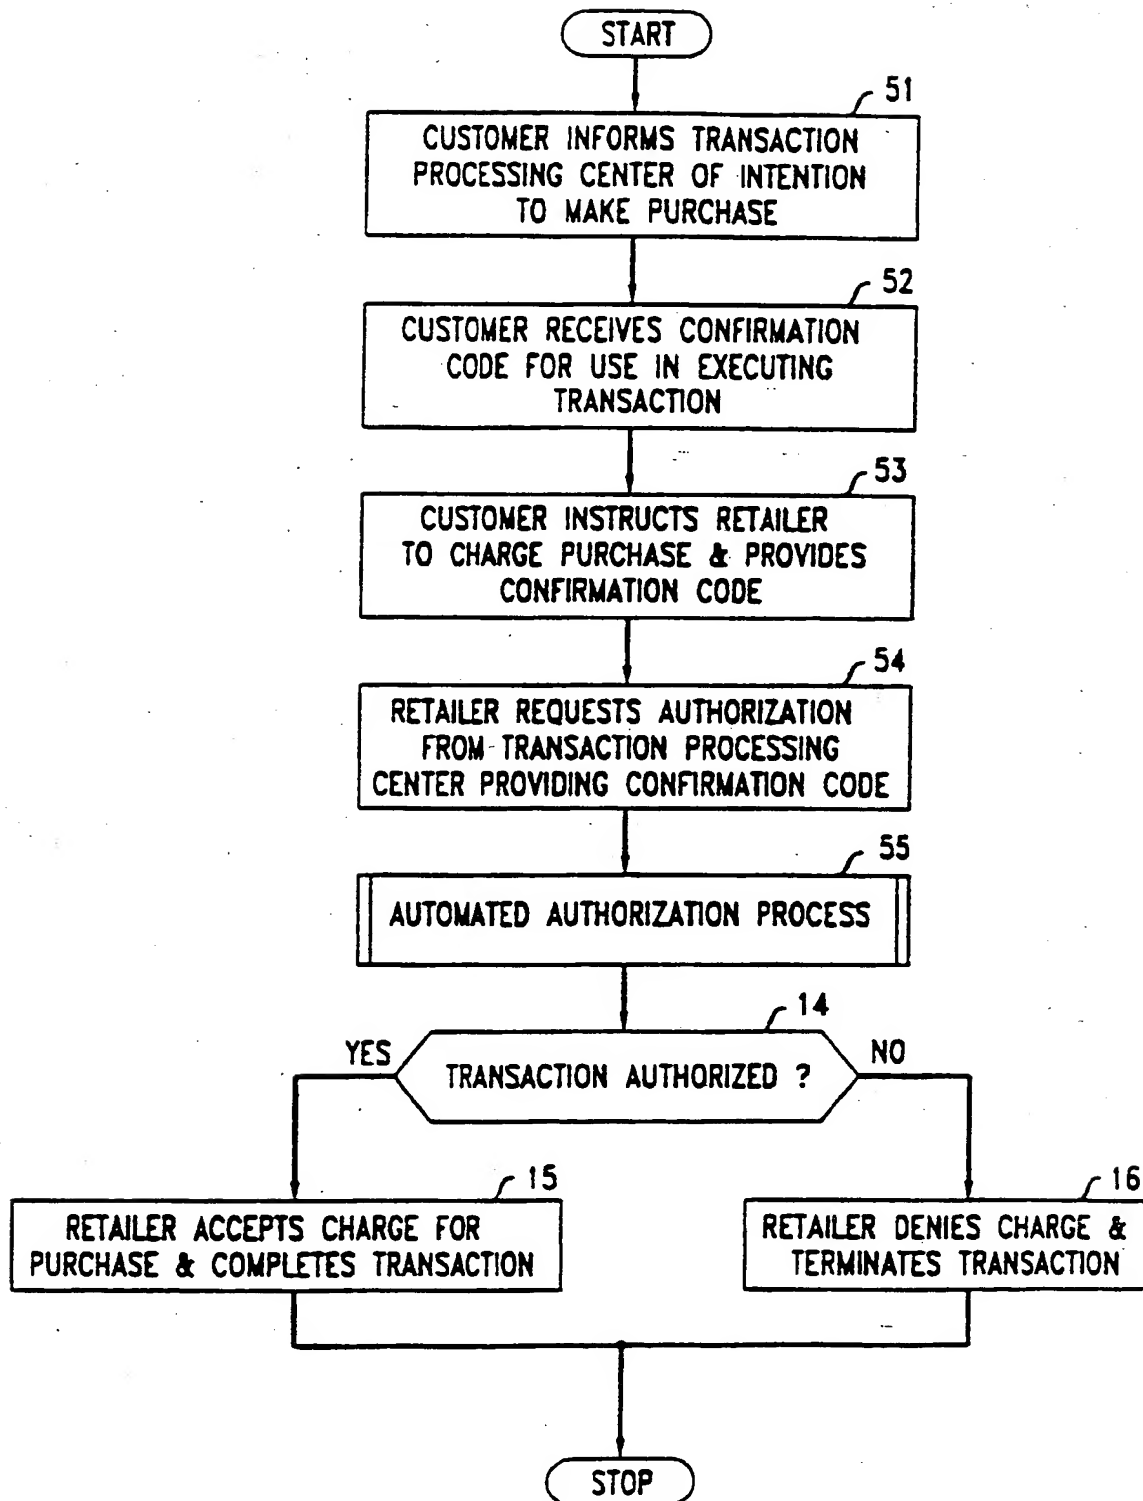 START
51
CUSTOMER INFORMS TRANSACTION
PROCESSING CENTER OF INTENTION
TO MAKE PURCHASE
52
CUSTOMER RECEIVES CONFIRMATION
CODE FOR USE IN EXECUTING
TRANSACTION
53
CUSTOMER INSTRUCTS RETAILER
TO CHARGE PURCHASE & PROVIDES
CONFIRMATION CODE
54
RETAILER REQUESTS AUTHORIZATION
FROM TRANSACTION PROCESSING
CENTER PROVIDING CONFIRMATION CODE
55
AUTOMATED AUTHORIZATION PROCESS
14
YES
TRANSACTION AUTHORIZED ?
NO
15
RETAILER ACCEPTS CHARGE FOR
PURCHASE & COMPLETES TRANSACTION
16
RETAILER DENIES CHARGE &
TERMINATES TRANSACTION
STOP